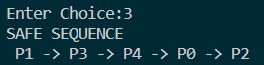 Enter Choice:3
SAFE SEQUENCE
P1 -> P3 -> P4 -> P0 -> P2